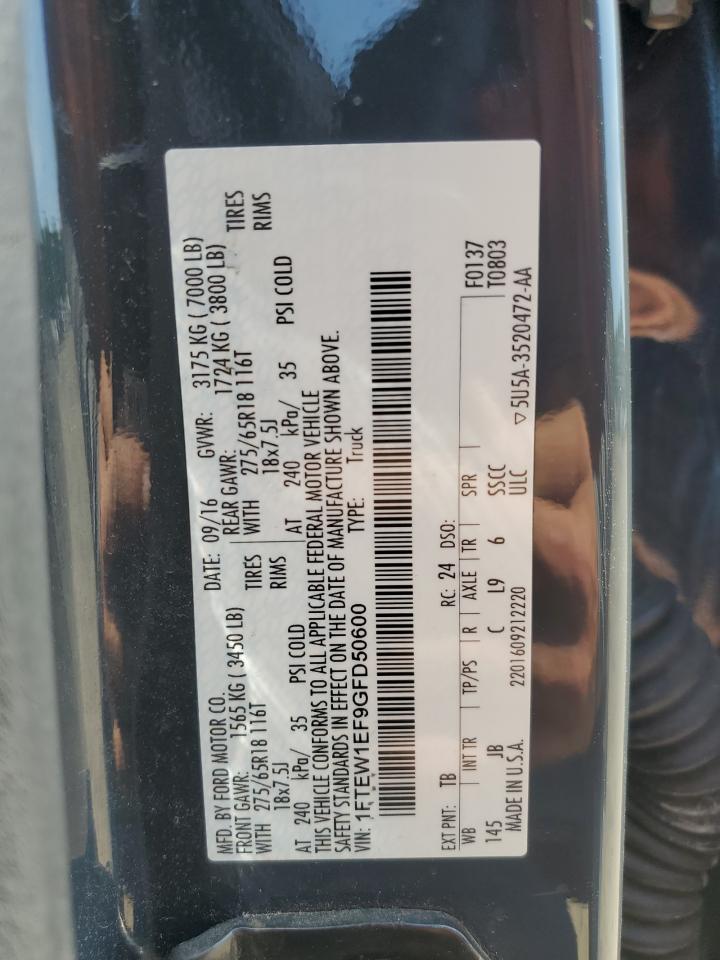 MFD. BY FORD MOTOR CO.
DATE: 09/16 GVWR: 3175 KG ( 7000 LB)
FRONT GAWR: 1565 KG ( 3450 LB) REAR GAWR: 1724 KG ( 3800 LB)
WITH 275/65R18 116T TIRES WITH 275/65R18 116T TIRES
18x7.5J RIMS 18x7.5J RIMS
AT 240 kPa/ 35 PSI COLD AT 240 kPa/ 35 PSI COLD
THIS VEHICLE CONFORMS TO ALL APPLICABLE FEDERAL MOTOR VEHICLE
SAFETY STANDARDS IN EFFECT ON THE DATE OF MANUFACTURE SHOWN ABOVE.
VIN: 1FTEW1EF9GFD50600 TYPE: Truck
EXT PNT: TB RC: 24 DSO: F0137
WB INT TR TP/PS R AXLE TR SPR T0803
145 JB C L9 6 SSCC
MADE IN U.S.A. 2201609212220 ULC ▽5U5A-3520472-AA